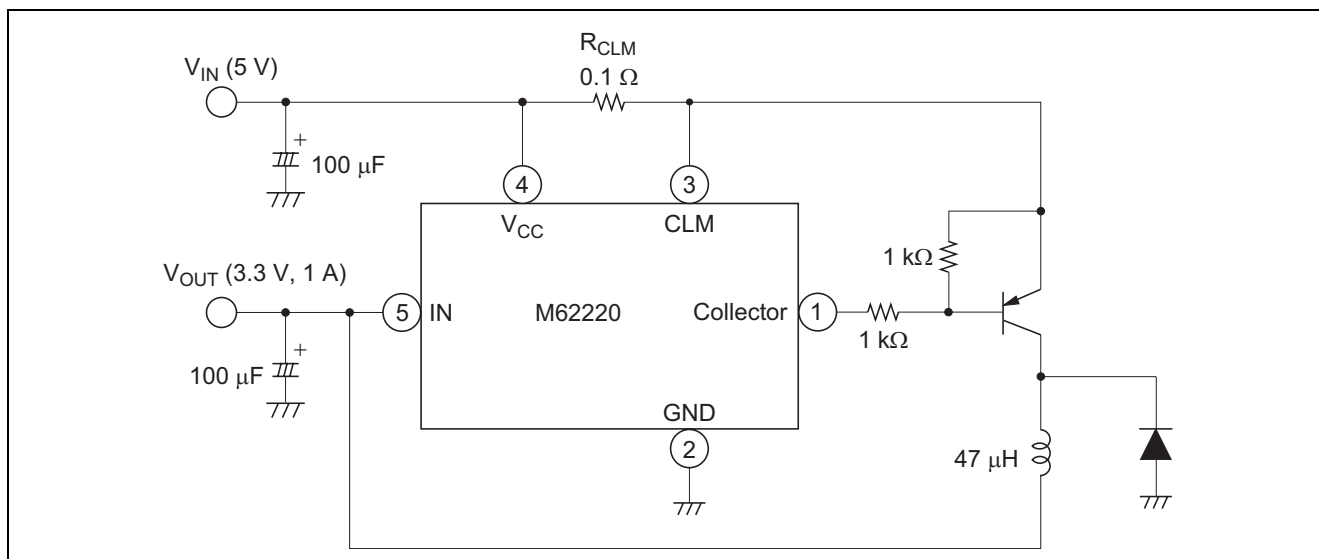 R_CLM
0.1 Ω
V_IN (5 V)
+
100 μF
4
3
V_CC
CLM
1 kΩ
V_OUT (3.3 V, 1 A)
5
IN
M62220
Collector
1
1 kΩ
+
100 μF
GND
2
47 μH